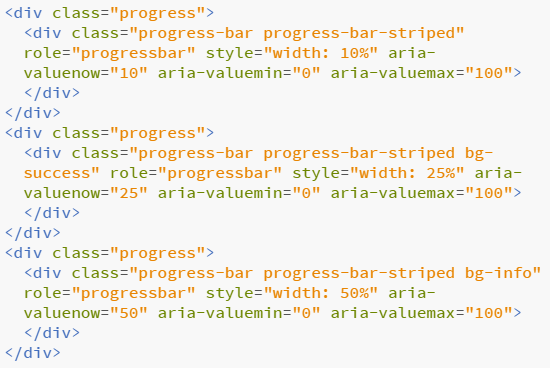 <div class="progress">
<div class="progress-bar progress-bar-striped"
role="progressbar" style="width: 10%" aria-
valuenow="10" aria-valuemin="0" aria-valuemax="100">
</div>
</div>
<div class="progress">
<div class="progress-bar progress-bar-striped bg-
success" role="progressbar" style="width: 25%" aria-
valuenow="25" aria-valuemin="0" aria-valuemax="100">
</div>
</div>
<div class="progress">
<div class="progress-bar progress-bar-striped bg-info"
role="progressbar" style="width: 50%" aria-
valuenow="50" aria-valuemin="0" aria-valuemax="100">
</div>
</div>